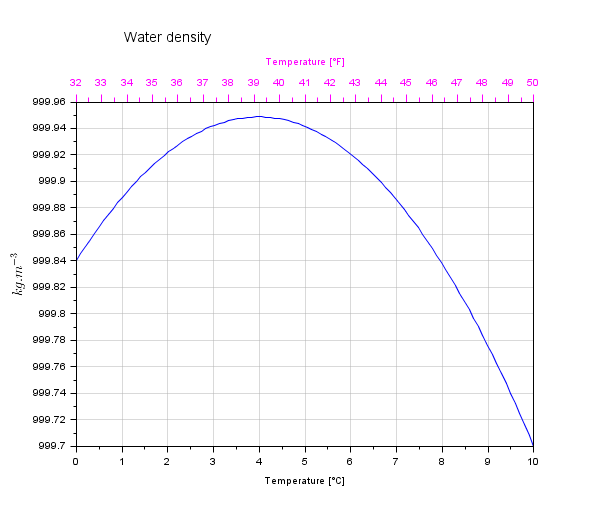 Water density
Temperature [°F]
32 33 34 35 36 37 38 39 40 41 42 43 44 45 46 47 48 49 50
999.96
999.94
999.92
999.9
999.88
999.86
999.84
999.82
999.8
999.78
999.76
999.74
999.72
999.7
kg.m⁻³
0 1 2 3 4 5 6 7 8 9 10
Temperature [°C]